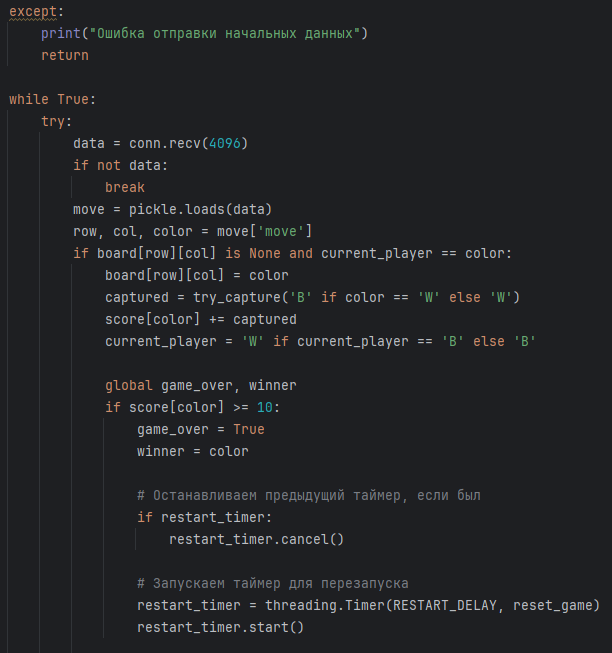 except:
    print("Ошибка отправки начальных данных")
    return

while True:
    try:
        data = conn.recv(4096)
        if not data:
            break
        move = pickle.loads(data)
        row, col, color = move['move']
        if board[row][col] is None and current_player == color:
            board[row][col] = color
            captured = try_capture('B' if color == 'W' else 'W')
            score[color] += captured
            current_player = 'W' if current_player == 'B' else 'B'

            global game_over, winner
            if score[color] >= 10:
                game_over = True
                winner = color

                # Останавливаем предыдущий таймер, если был
                if restart_timer:
                    restart_timer.cancel()

                # Запускаем таймер для перезапуска
                restart_timer = threading.Timer(RESTART_DELAY, reset_game)
                restart_timer.start()